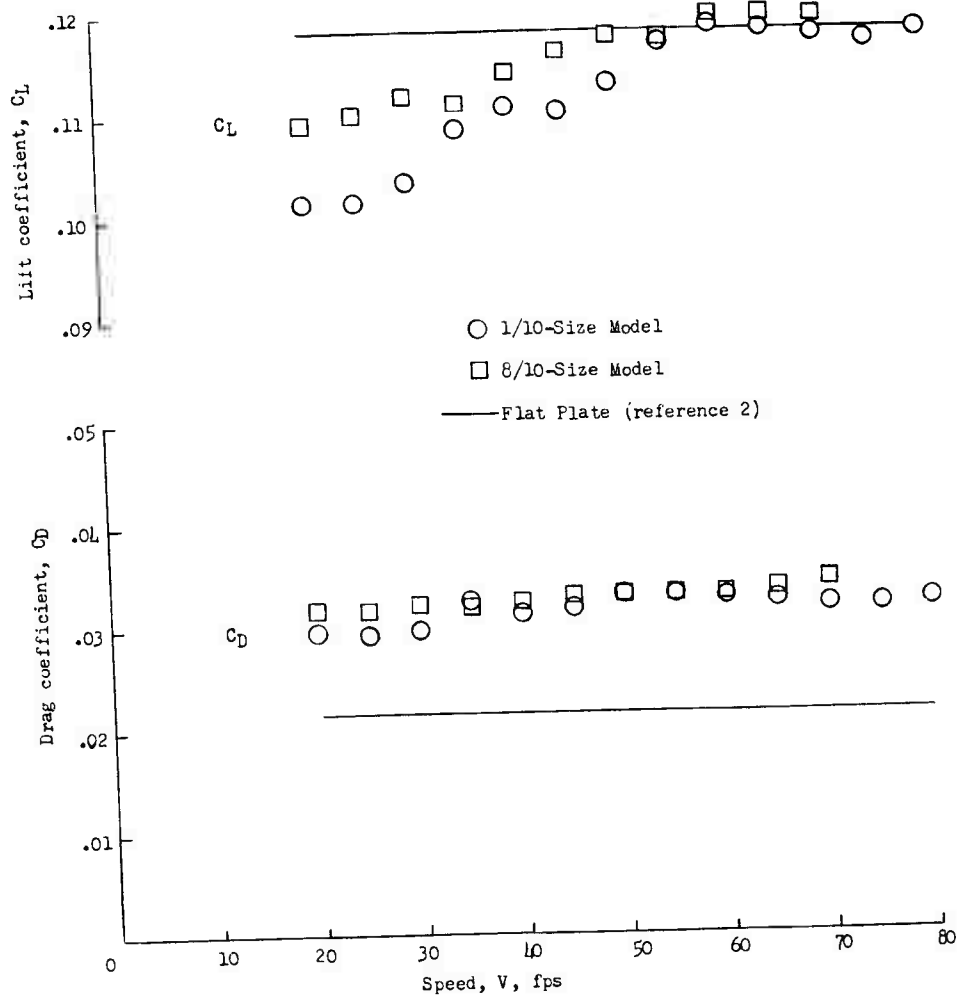 .12
.11
.10
.09
Lift coefficient, CL
CL
1/10-Size Model
8/10-Size Model
Flat Plate (reference 2)
.05
.04
.03
.02
.01
Drag coefficient, CD
CD
0 10 20 30 40 50 60 70 80
Speed, V, fps